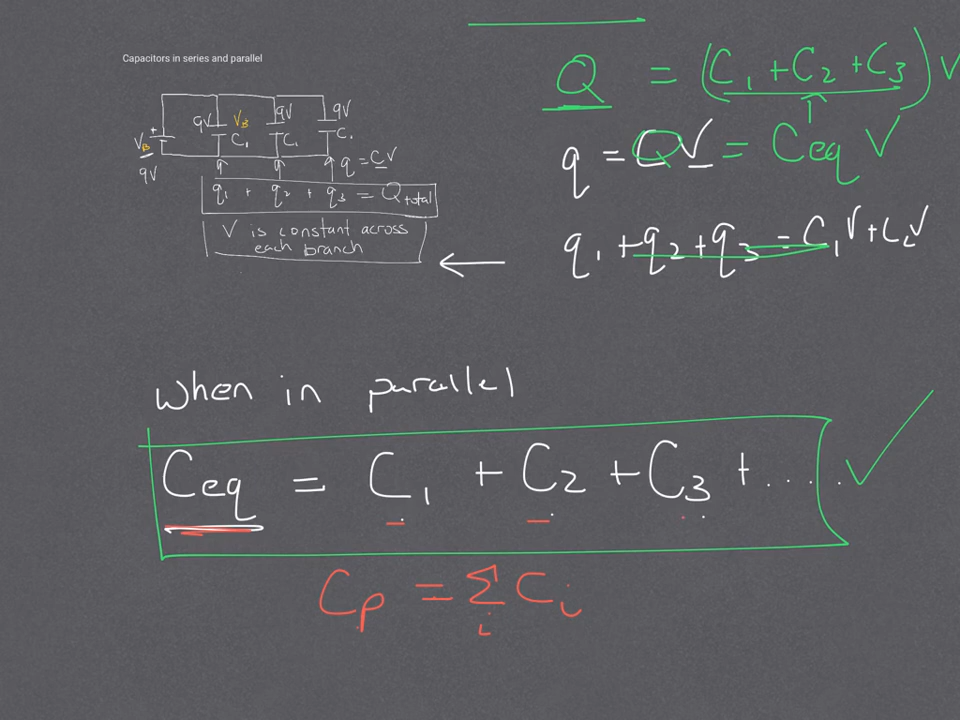 Capacitors in series and parallel
Q = (C₁ + C₂ + C₃) V
q = CV
Q = Ceq V
q₁ + q₂ + q₃ = C₁V + C₂V
V_B + 9V
9V C₁ V_B
9V C₁
9V C₁
q = CV
q₁ + q₂ + q₃ = Q total
V is constant across
each branch
When in parallel
Ceq = C₁ + C₂ + C₃ + .....
Cp = Σ Ci
i